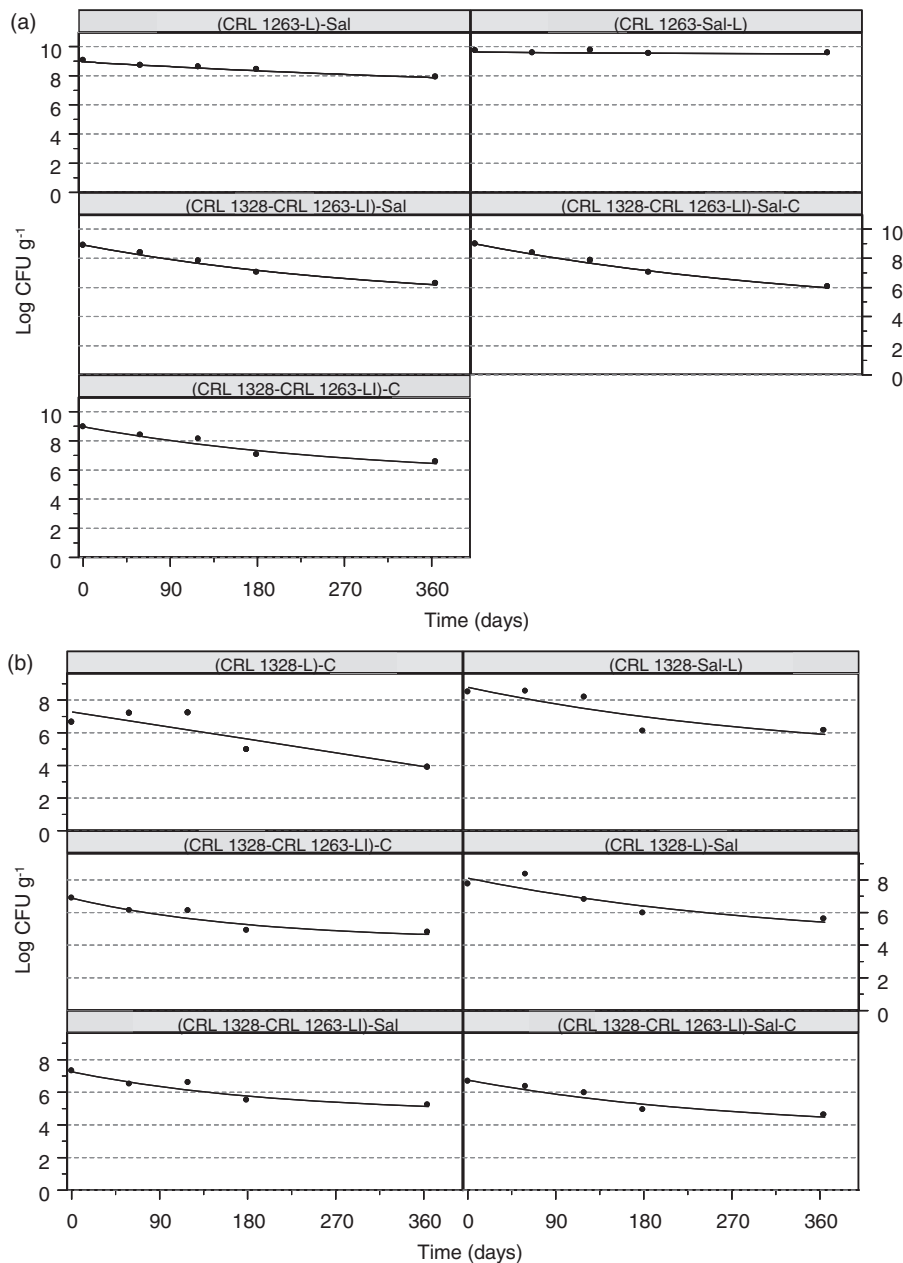 (a)
(CRL 1263-L)-Sal
(CRL 1263-Sal-L)
10
8
6
4
2
0
(CRL 1328-CRL 1263-LI)-Sal
(CRL 1328-CRL 1263-LI)-Sal-C
10
8
6
4
2
0
(CRL 1328-CRL 1263-LI)-C
10
8
6
4
2
0
Log CFU g⁻¹
0 90 180 270 360
Time (days)
(b)
(CRL 1328-L)-C
(CRL 1328-Sal-L)
8
6
4
2
0
(CRL 1328-CRL 1263-LI)-C
(CRL 1328-L)-Sal
8
6
4
2
0
(CRL 1328-CRL 1263-LI)-Sal
(CRL 1328-CRL 1263-LI)-Sal-C
8
6
4
2
0
Log CFU g⁻¹
0 90 180 270 360 0 90 180 270 360
Time (days) Time (days)